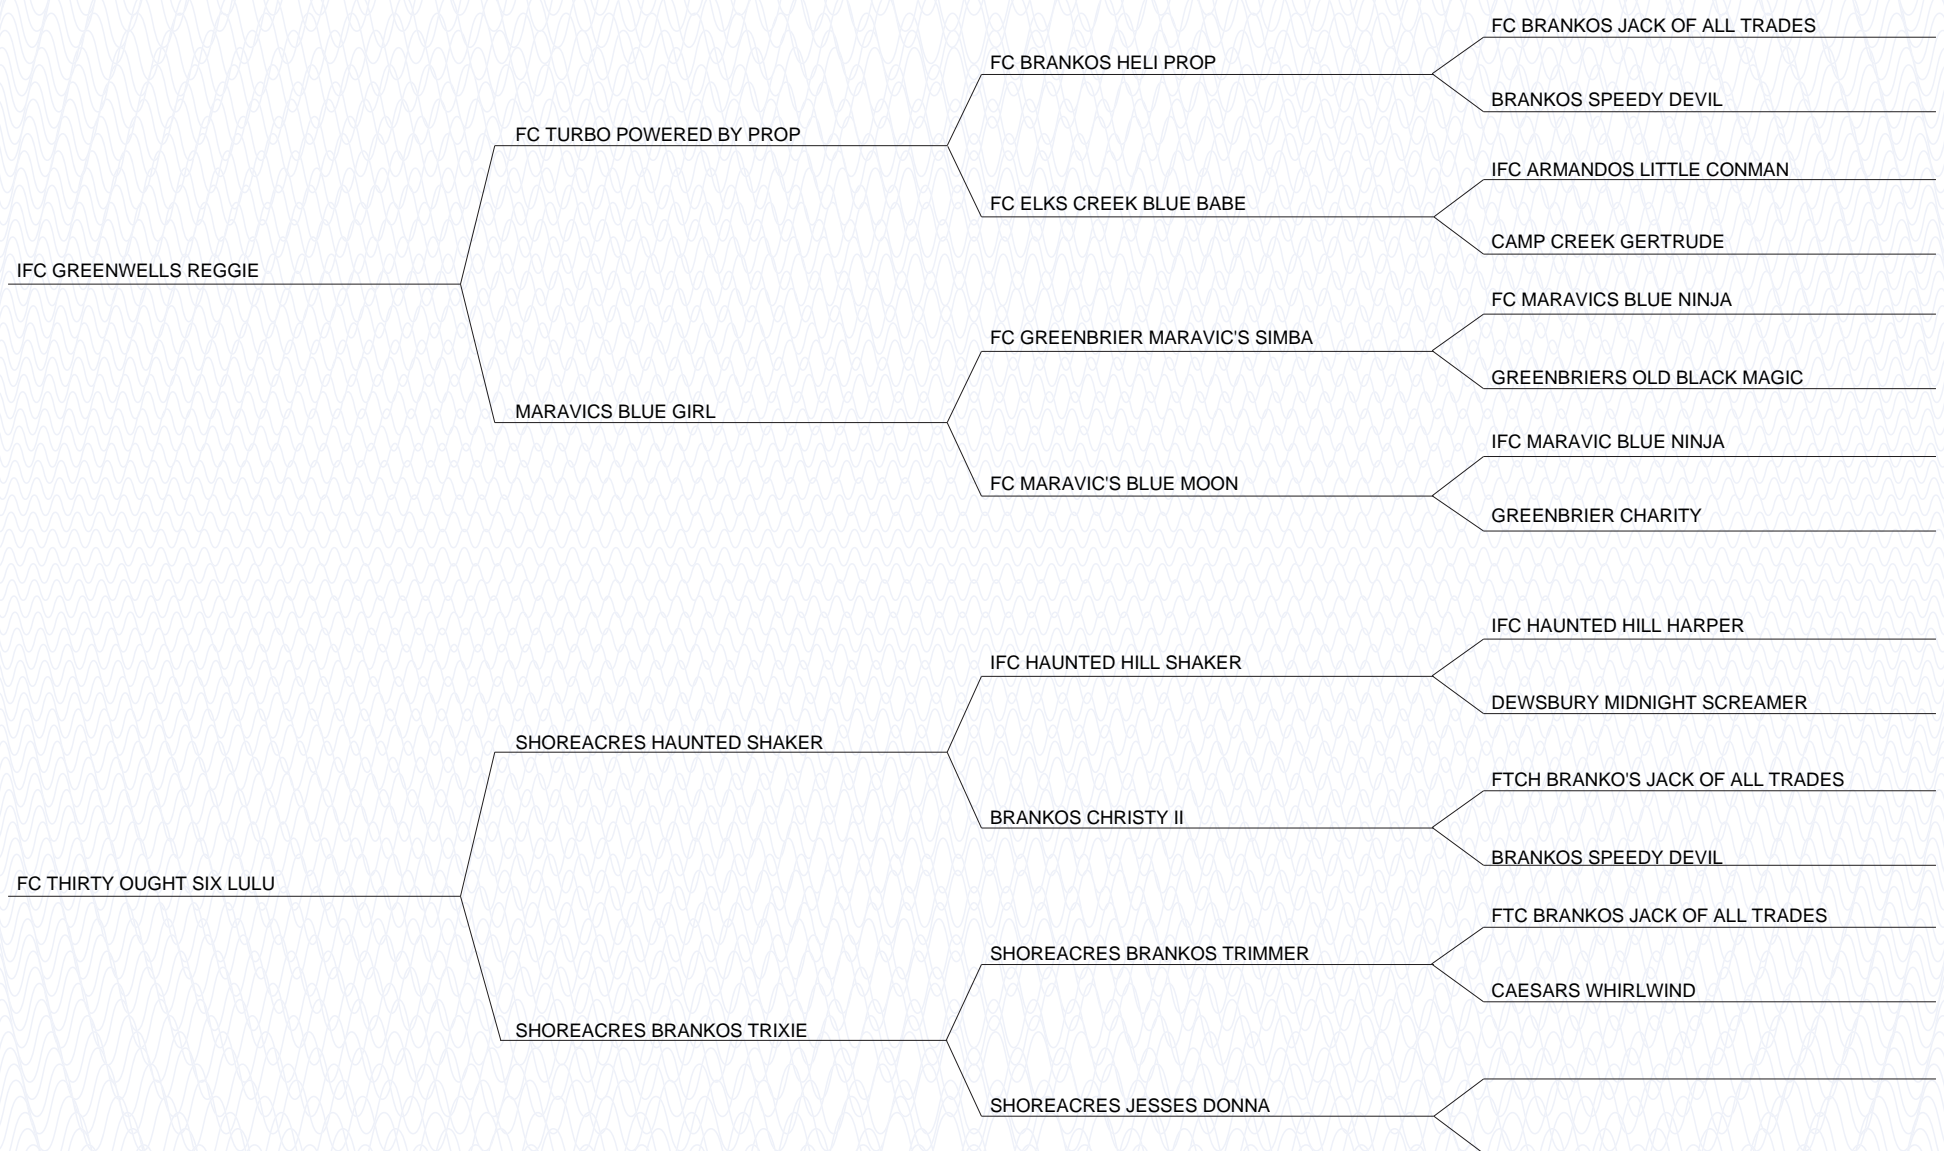 FC BRANKOS JACK OF ALL TRADES
FC BRANKOS HELI PROP
BRANKOS SPEEDY DEVIL
FC TURBO POWERED BY PROP
IFC ARMANDOS LITTLE CONMAN
FC ELKS CREEK BLUE BABE
CAMP CREEK GERTRUDE
IFC GREENWELLS REGGIE
FC MARAVICS BLUE NINJA
FC GREENBRIER MARAVIC'S SIMBA
GREENBRIERS OLD BLACK MAGIC
MARAVICS BLUE GIRL
IFC MARAVIC BLUE NINJA
FC MARAVIC'S BLUE MOON
GREENBRIER CHARITY
IFC HAUNTED HILL HARPER
IFC HAUNTED HILL SHAKER
DEWSBURY MIDNIGHT SCREAMER
SHOREACRES HAUNTED SHAKER
FTCH BRANKO'S JACK OF ALL TRADES
BRANKOS CHRISTY II
BRANKOS SPEEDY DEVIL
FC THIRTY OUGHT SIX LULU
FTC BRANKOS JACK OF ALL TRADES
SHOREACRES BRANKOS TRIMMER
CAESARS WHIRLWIND
SHOREACRES BRANKOS TRIXIE
SHOREACRES JESSES DONNA